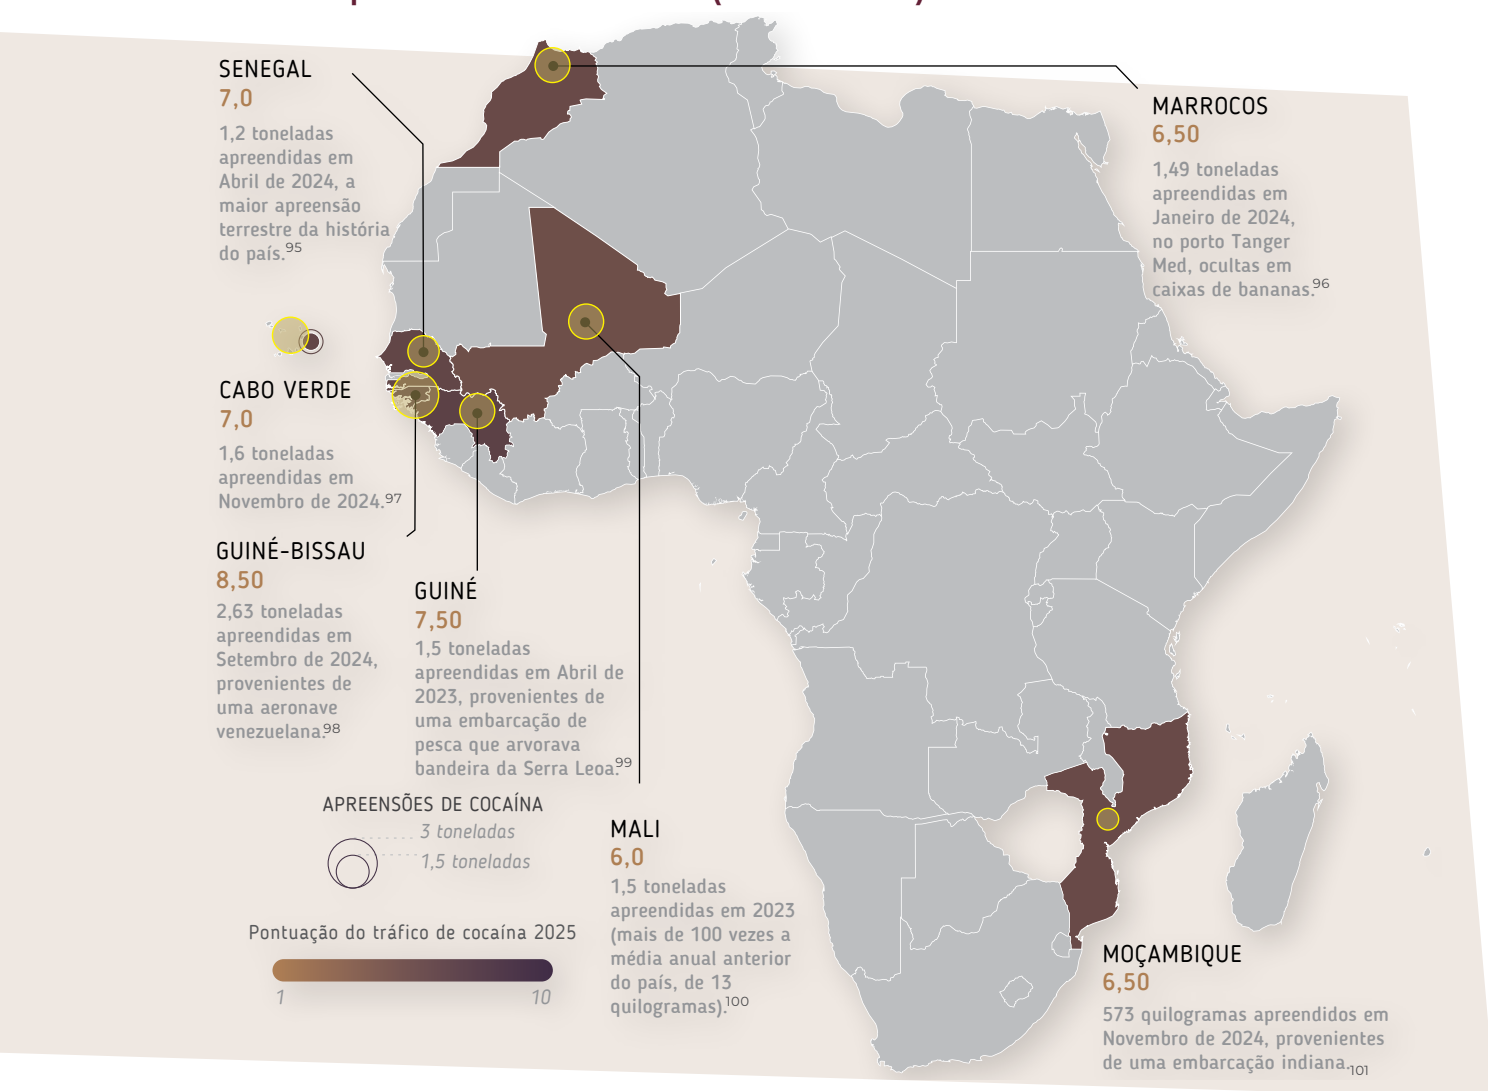 SENEGAL
7,0
1,2 toneladas
apreendidas em
Abril de 2024, a
maior apreensão
terrestre da história
do país.95
MARROCOS
6,50
1,49 toneladas
apreendidas em
Janeiro de 2024,
no porto Tanger
Med, ocultas em
caixas de bananas.96
CABO VERDE
7,0
1,6 toneladas
apreendidas em
Novembro de 2024.97
GUINÉ-BISSAU
8,50
2,63 toneladas
apreendidas em
Setembro de 2024,
provenientes de
uma aeronave
venezuelana.98
GUINÉ
7,50
1,5 toneladas
apreendidas em Abril de
2023, provenientes de
uma embarcação de
pesca que arvorava
bandeira da Serra Leoa.99
APREENSÕES DE COCAÍNA
3 toneladas
1,5 toneladas
Pontuação do tráfico de cocaína 2025
1
10
MALI
6,0
1,5 toneladas
apreendidas em 2023
(mais de 100 vezes a
média anual anterior
do país, de 13
quilogramas).100
MOÇAMBIQUE
6,50
573 quilogramas apreendidos em
Novembro de 2024, provenientes
de uma embarcação indiana.101